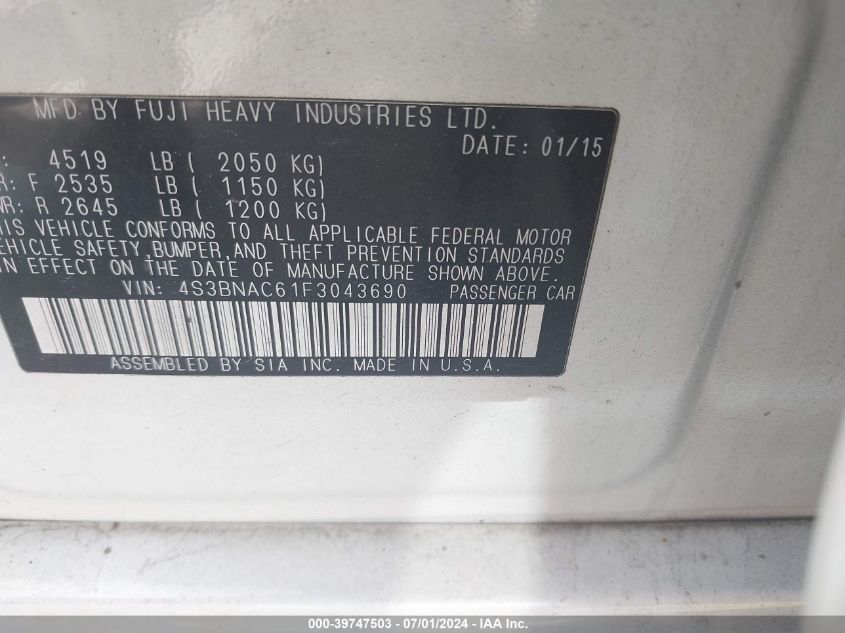 MFD. BY FUJI HEAVY INDUSTRIES LTD.
DATE: 01/15
: 4519 LB ( 2050 KG)
R: F 2535 LB ( 1150 KG)
WR: R 2645 LB ( 1200 KG)
HIS VEHICLE CONFORMS TO ALL APPLICABLE FEDERAL MOTOR
EHICLE SAFETY,BUMPER,AND THEFT PREVENTION STANDARDS
IN EFFECT ON THE DATE OF MANUFACTURE SHOWN ABOVE.
VIN: 4S3BNAC61F3043690 PASSENGER CAR
ASSEMBLED BY SIA INC. MADE IN U.S.A.
000-39747503 - 07/01/2024 - IAA Inc.